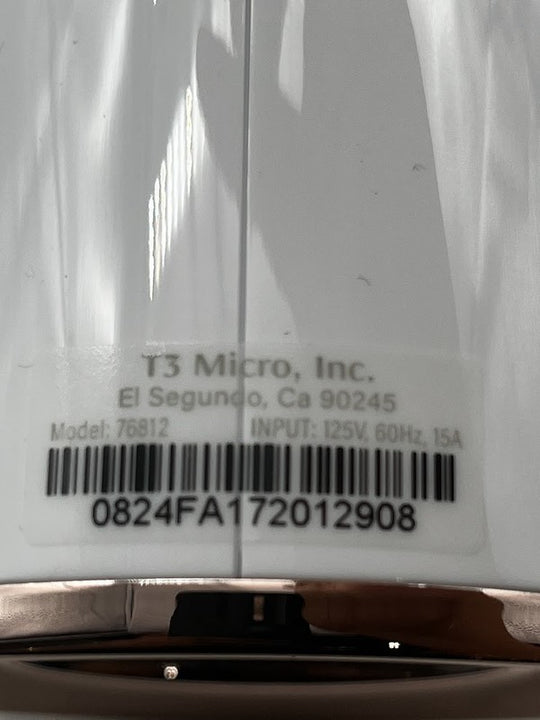 T3 Micro, Inc.
El Segundo, Ca 90245
Model: 76812 INPUT: 125V, 60Hz, 15A
0824FA172012908